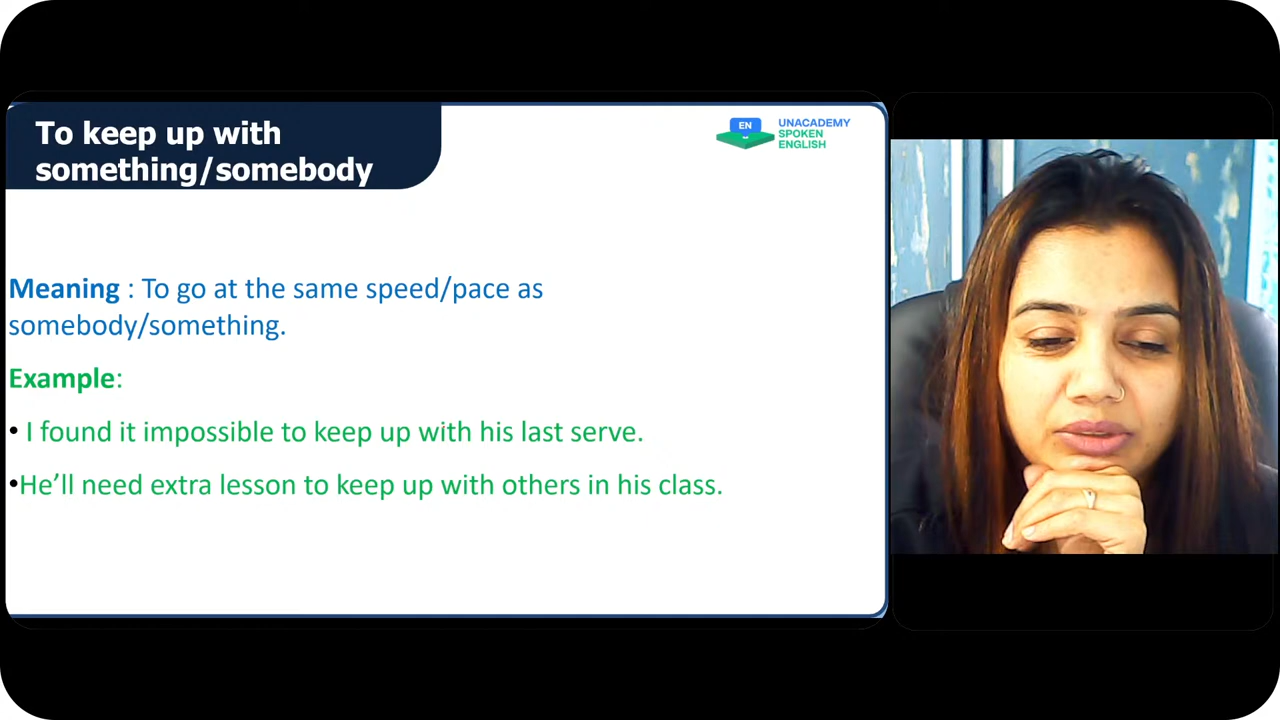 To keep up with
something/somebody
EN
UNACADEMY
SPOKEN
ENGLISH
Meaning : To go at the same speed/pace as
somebody/something.
Example:
• I found it impossible to keep up with his last serve.
•He’ll need extra lesson to keep up with others in his class.